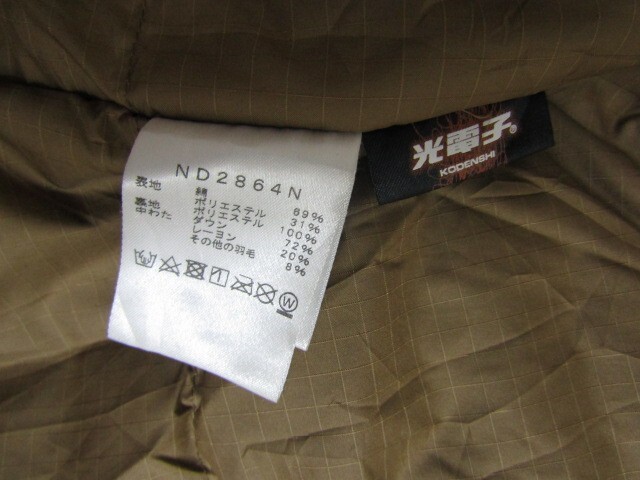 ND2864N
表地 綿 69%
ポリエステル 31%
裏地 ポリエステル 100%
中わた ダウン 72%
レーヨン 20%
その他の羽毛 8%
W
光電子®
KODENSHI